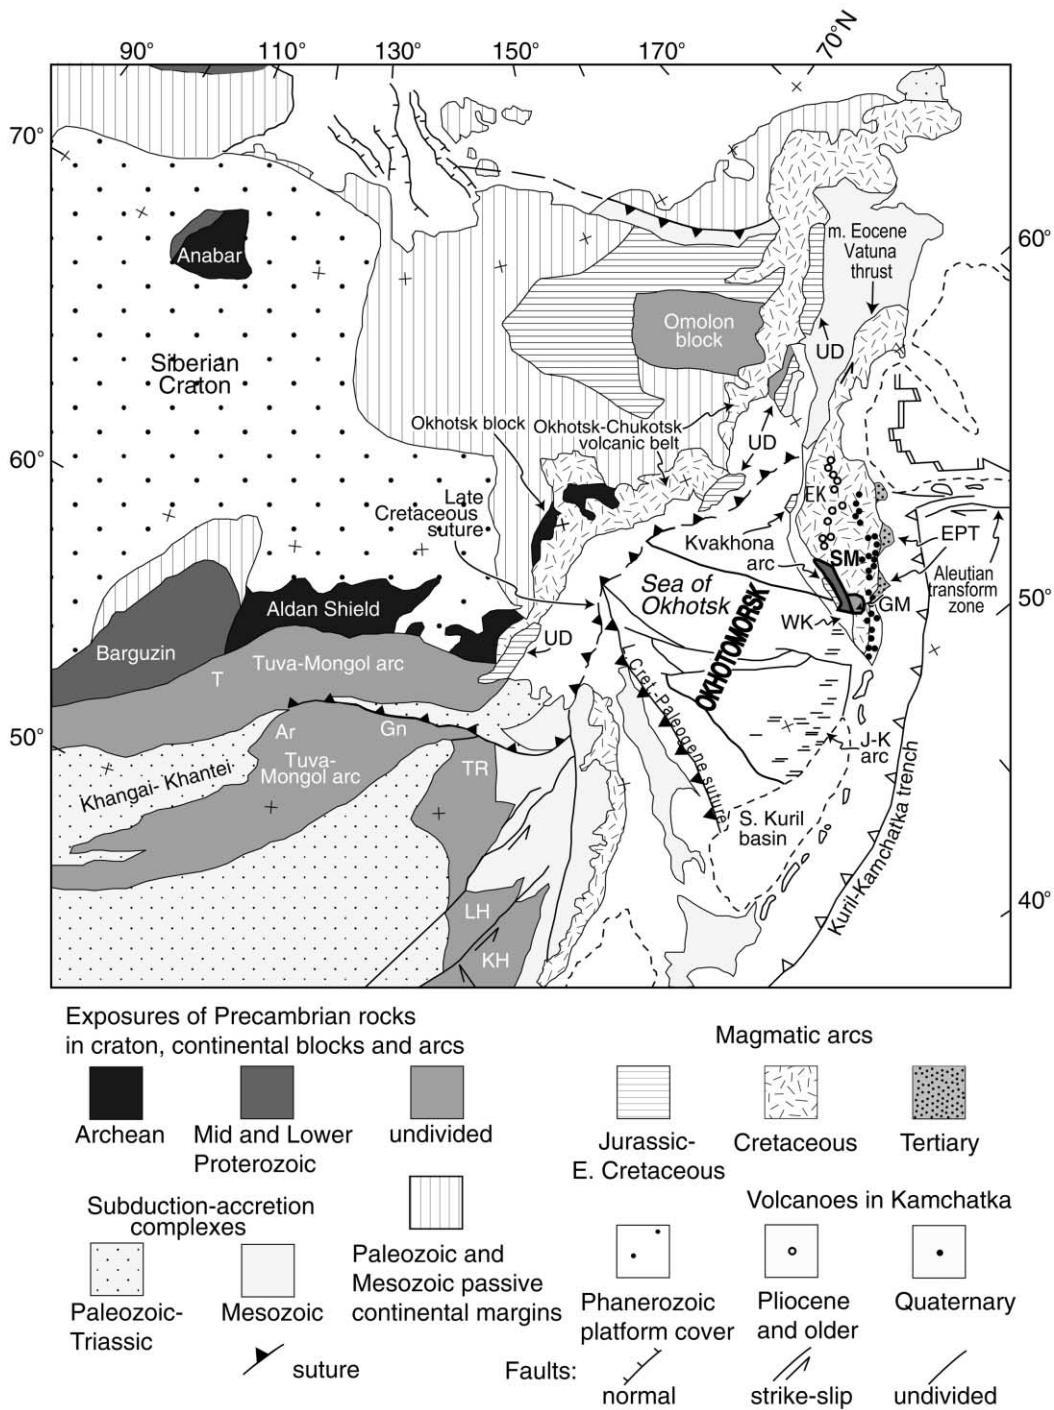 90°
110°
130°
150°
170°
70°N
70°
60°
50°
60°
50°
40°
Anabar
Siberian
Craton
Omolon
block
m. Eocene
Vatuna
thrust
UD
Okhotsk block
Okhotsk-Chukotsk
volcanic belt
UD
Late
Cretaceous
suture
EK
Kvakhona
arc
SM
EPT
Aleutian
transform
zone
Sea of
Okhotsk
OKHOTOMORSK
WK
GM
Aldan Shield
Barguzin
T
Tuva-Mongol arc
UD
Cret.-Paleogene suture
J-K
arc
Ar
Gn
Tuva-
Mongol arc
Khangai- Khantei
TR
S. Kuril
basin
Kuril-Kamchatka trench
LH
KH
Exposures of Precambrian rocks
in craton, continental blocks and arcs
Archean
Mid and Lower
Proterozoic
undivided
Magmatic arcs
Jurassic-
E. Cretaceous
Cretaceous
Tertiary
Subduction-accretion
complexes
Paleozoic-
Triassic
Mesozoic
Paleozoic and
Mesozoic passive
continental margins
Volcanoes in Kamchatka
Phanerozoic
platform cover
Pliocene
and older
Quaternary
suture
Faults:
normal
strike-slip
undivided